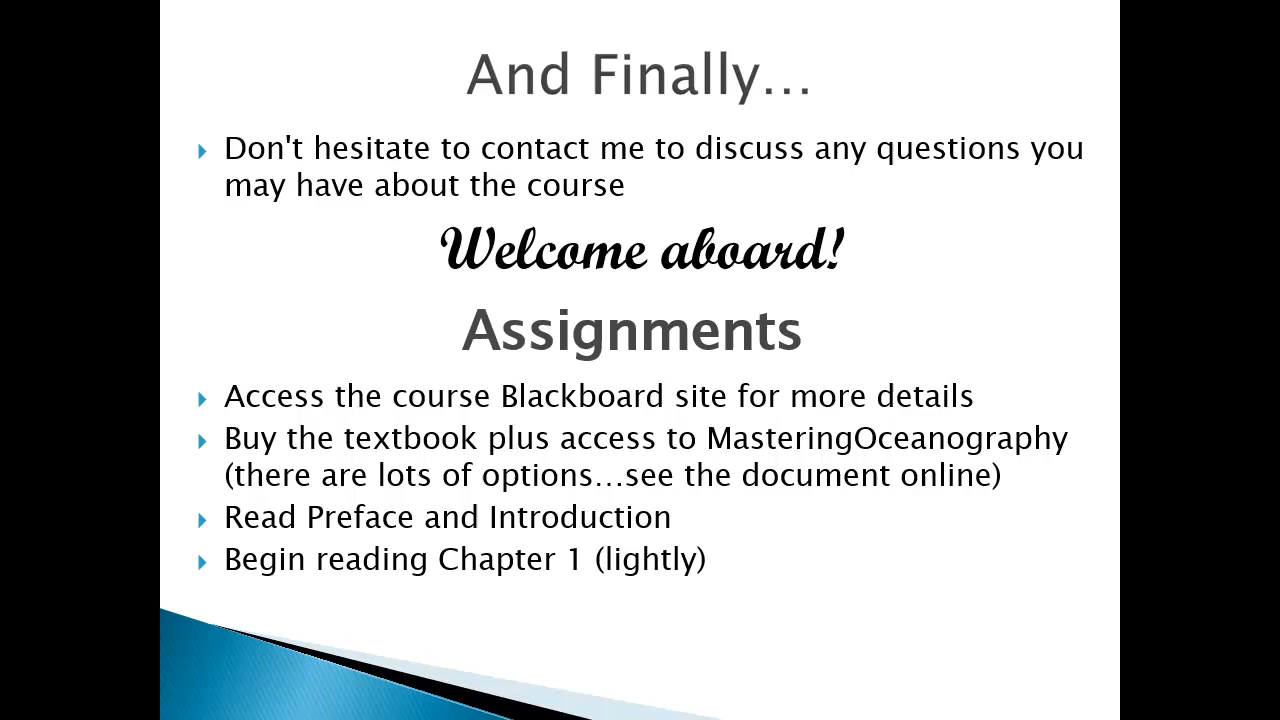 And Finally…
Don't hesitate to contact me to discuss any questions you
may have about the course
Welcome aboard!
Assignments
Access the course Blackboard site for more details
Buy the textbook plus access to MasteringOceanography
(there are lots of options…see the document online)
Read Preface and Introduction
Begin reading Chapter 1 (lightly)